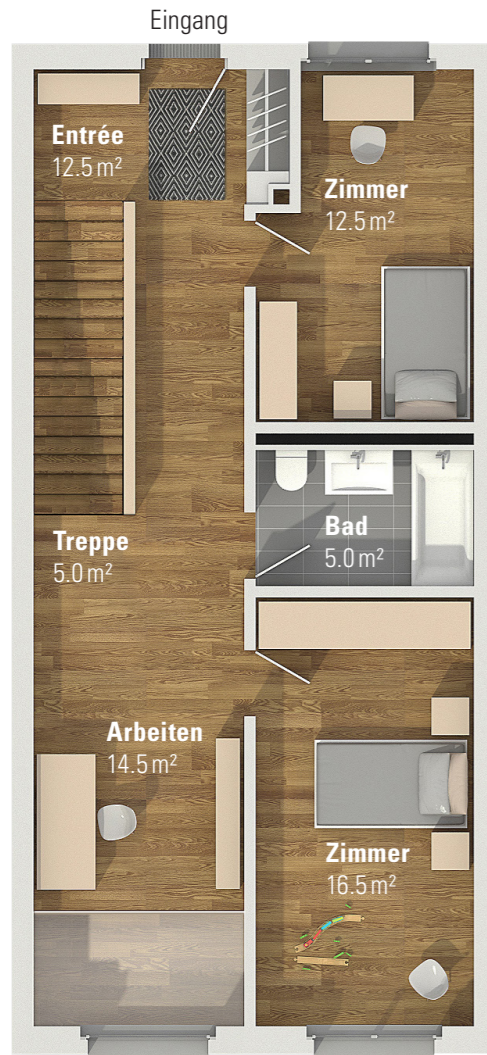 Eingang
Entrée
12.5 m²
Zimmer
12.5 m²
Treppe
5.0 m²
Bad
5.0 m²
Arbeiten
14.5 m²
Zimmer
16.5 m²